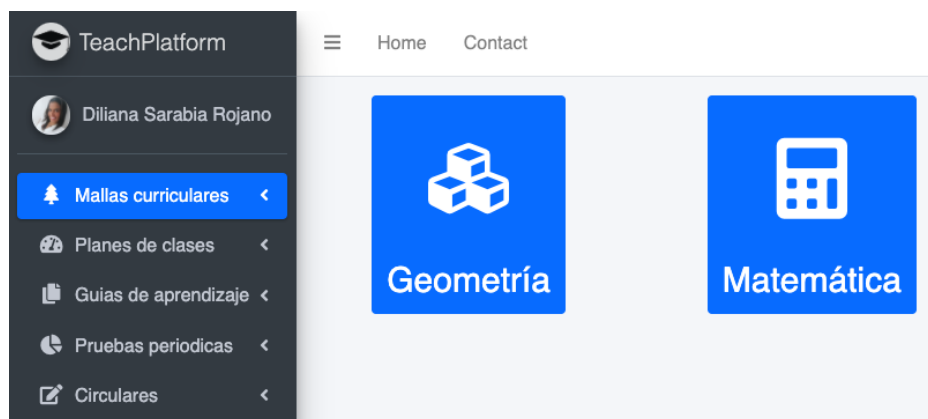 TeachPlatform
Home
Contact
Diliana Sarabia Rojano
Mallas curriculares
Planes de clases
Guias de aprendizaje
Pruebas periodicas
Circulares
Geometría
Matemática